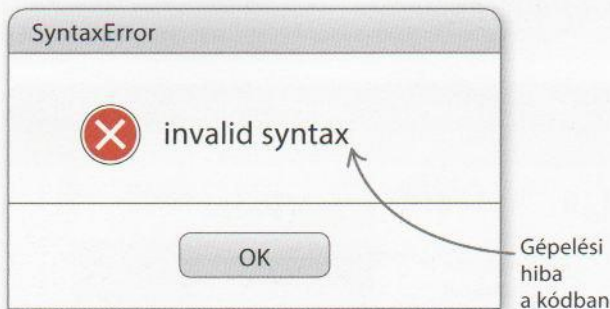 SyntaxError
invalid syntax
OK
Gépelési
hiba
a kódban